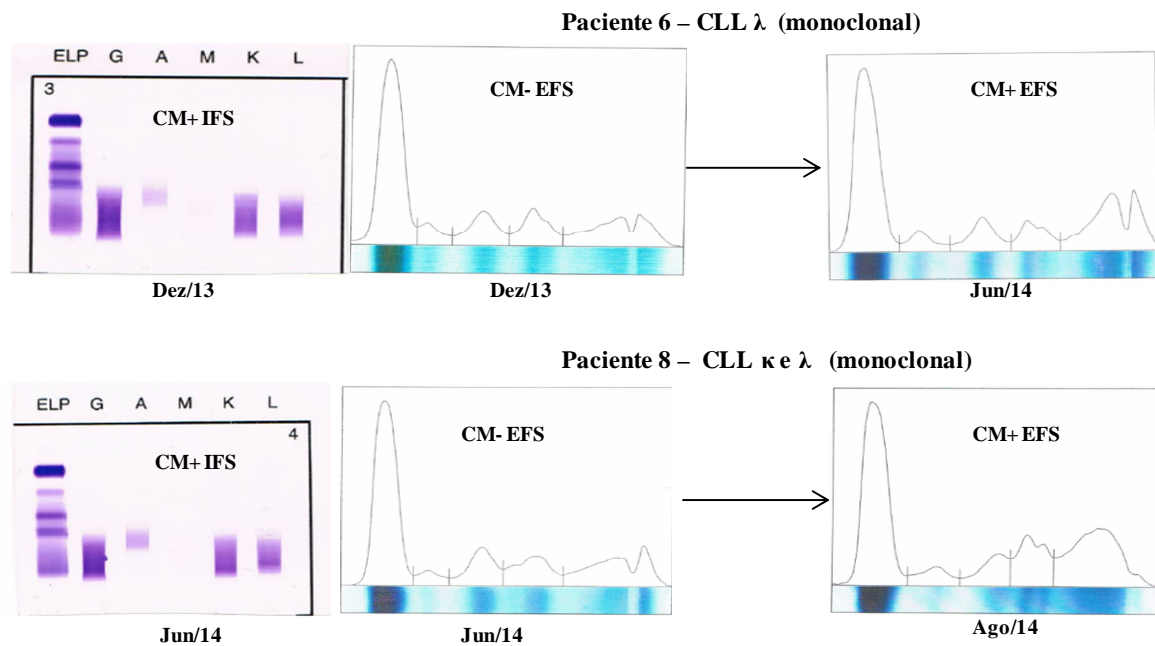 Paciente 6 – CLL λ (monoclonal)
ELP G A M K L
3
CM+ IFS
CM- EFS
CM+ EFS
Dez/13
Dez/13
Jun/14
Paciente 8 – CLL κ e λ (monoclonal)
ELP G A M K L
4
CM+ IFS
CM- EFS
CM+ EFS
Jun/14
Jun/14
Ago/14